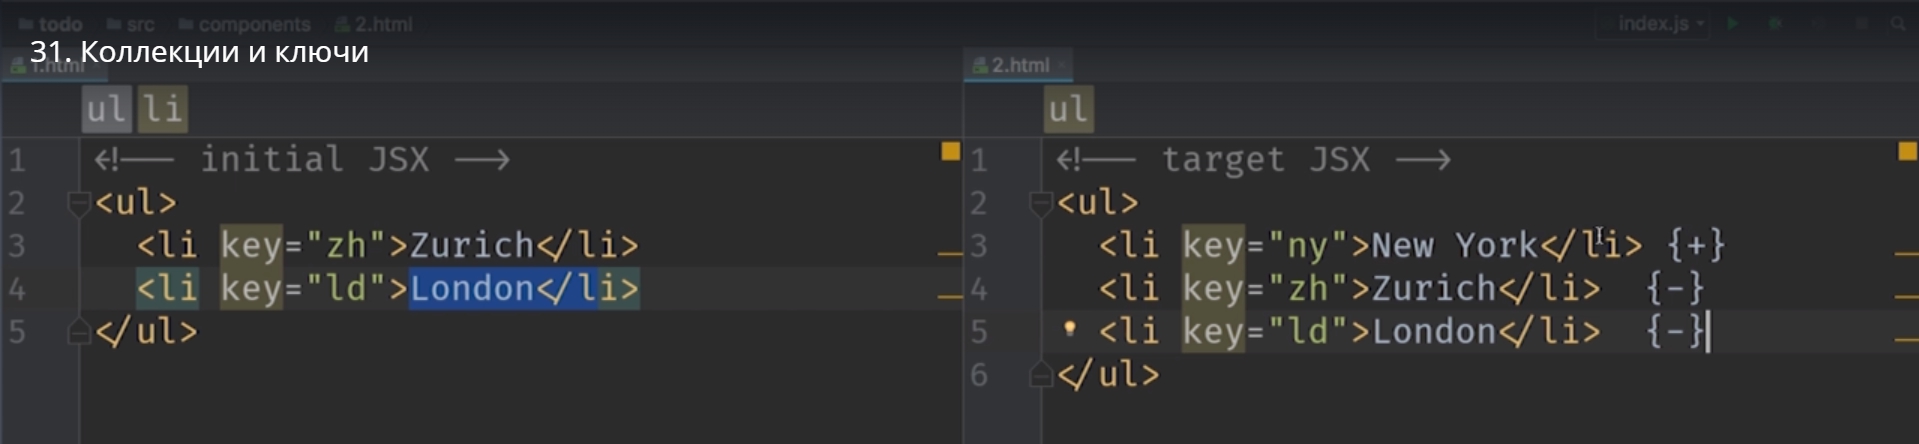 todo src components 2.html index.js
31. Коллекции и ключи
1.html
2.html
ul li
ul
1 <!-- initial JSX -->
2 <ul>
3 <li key="zh">Zurich</li>
4 <li key="ld">London</li>
5 </ul>
1 <!-- target JSX -->
2 <ul>
3 <li key="ny">New York</li> {+}
4 <li key="zh">Zurich</li> {-}
5 <li key="ld">London</li> {-}
6 </ul>